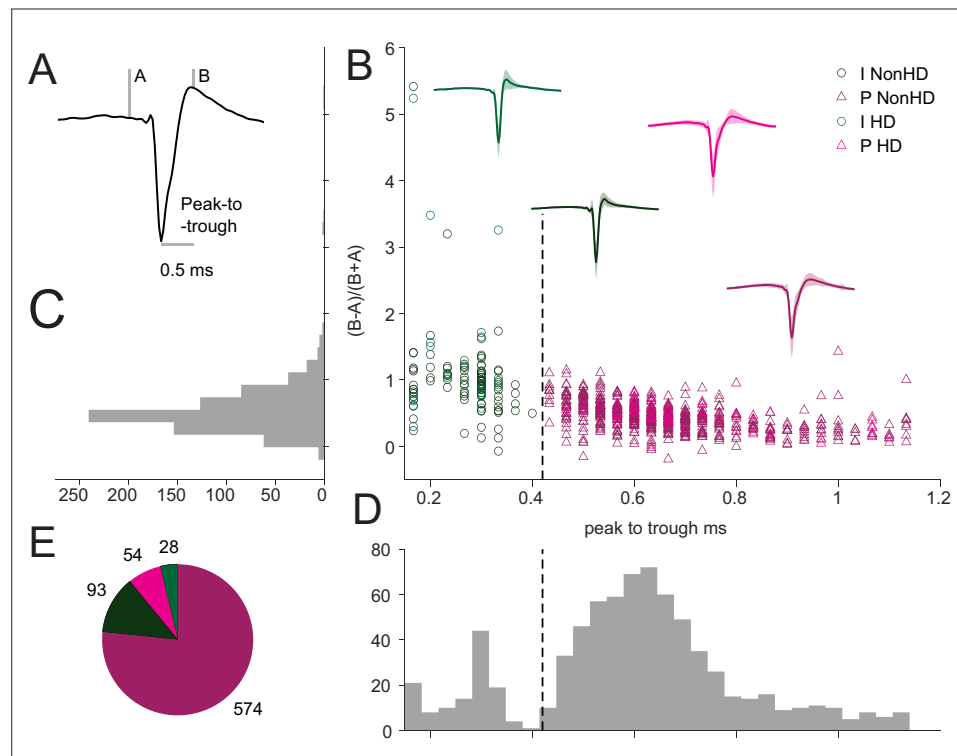 A
A
B
Peak-to
-trough
0.5 ms
B
6
5
4
3
2
1
0
(B-A)/(B+A)
I NonHD
P NonHD
I HD
P HD
0.2
0.4
0.6
0.8
1
1.2
peak to trough ms
C
250
200
150
100
50
0
D
80
60
40
20
0
E
28
54
93
574